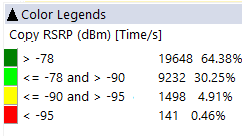 Color Legends
Copy RSRP (dBm) [Time/s]
> -78 19648 64.38%
<= -78 and > -90 9232 30.25%
<= -90 and > -95 1498 4.91%
< -95 141 0.46%